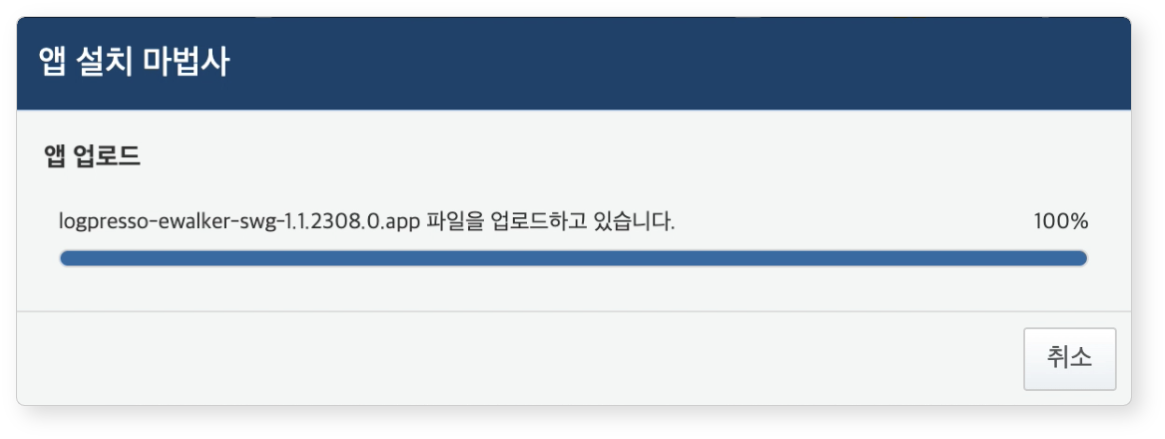 앱 설치 마법사
앱 업로드
logpresso-ewalker-swg-1.1.2308.0.app 파일을 업로드하고 있습니다. 100%
취소